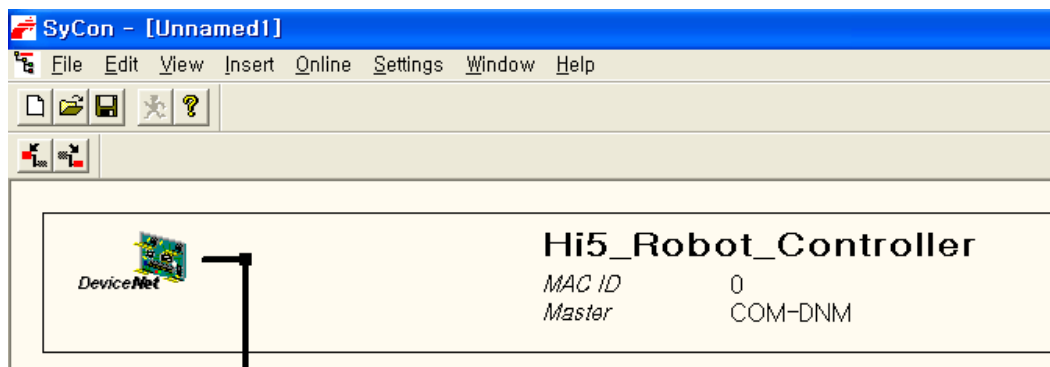 SyCon - [Unnamed1]
File Edit View Insert Online Settings Window Help
DeviceNet
Hi5_Robot_Controller
MAC ID 0
Master COM-DNM